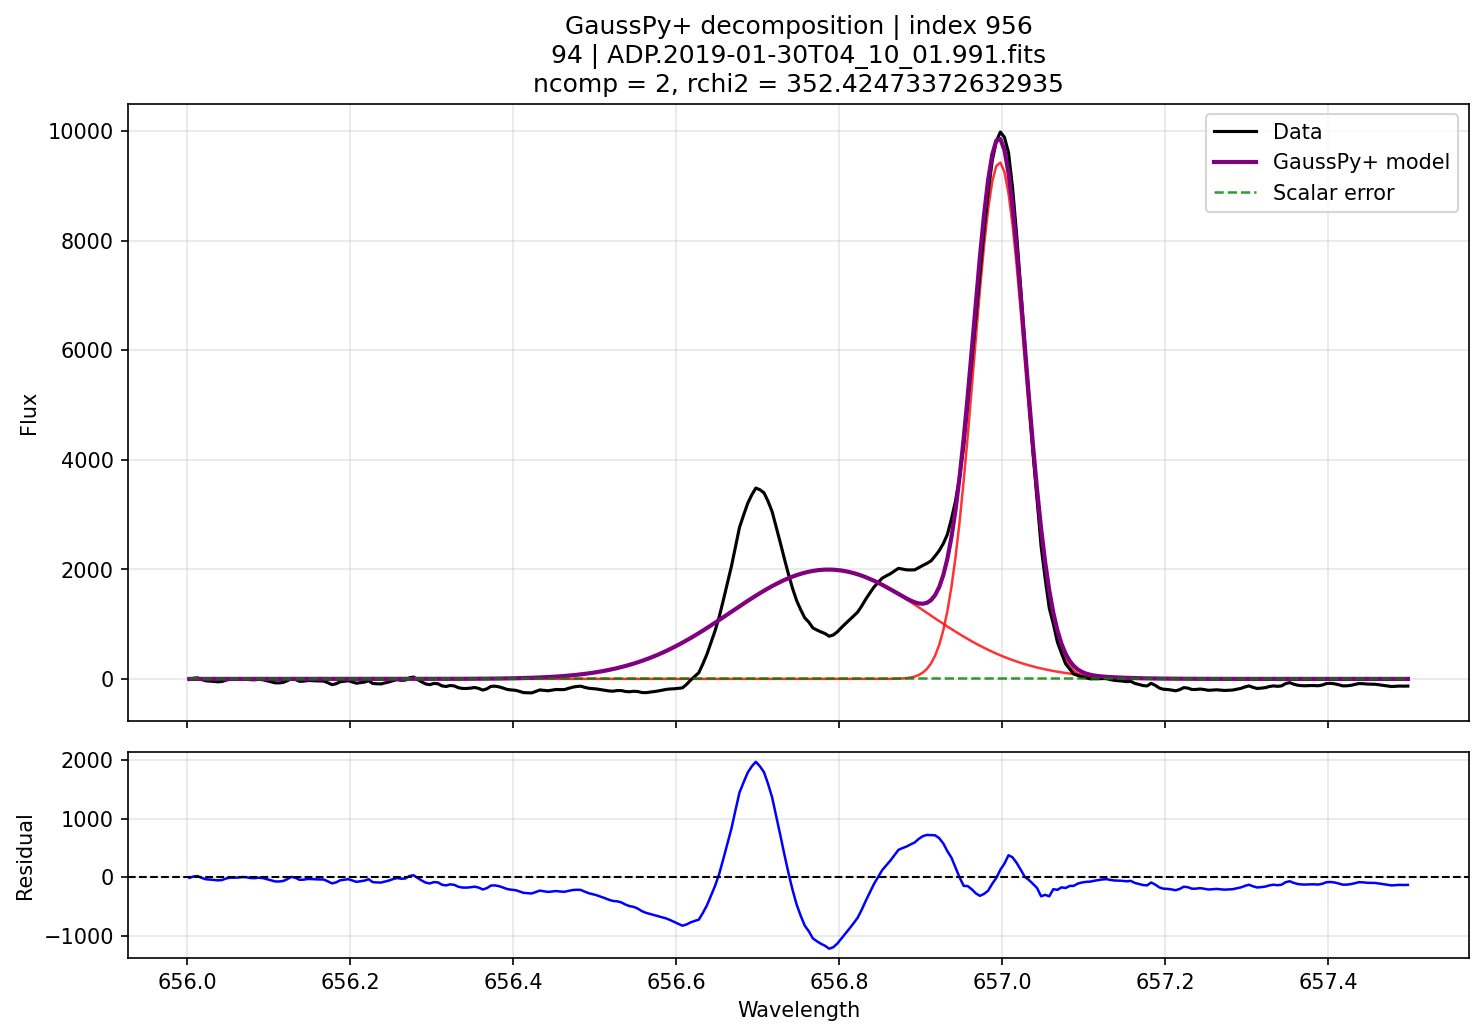 GaussPy+ decomposition | index 956
94 | ADP.2019-01-30T04_10_01.991.fits
ncomp = 2, rchi2 = 352.42473372632935
Data
GaussPy+ model
Scalar error
Flux
10000
8000
6000
4000
2000
0
Residual
2000
1000
0
−1000
656.0 656.2 656.4 656.6 656.8 657.0 657.2 657.4
Wavelength